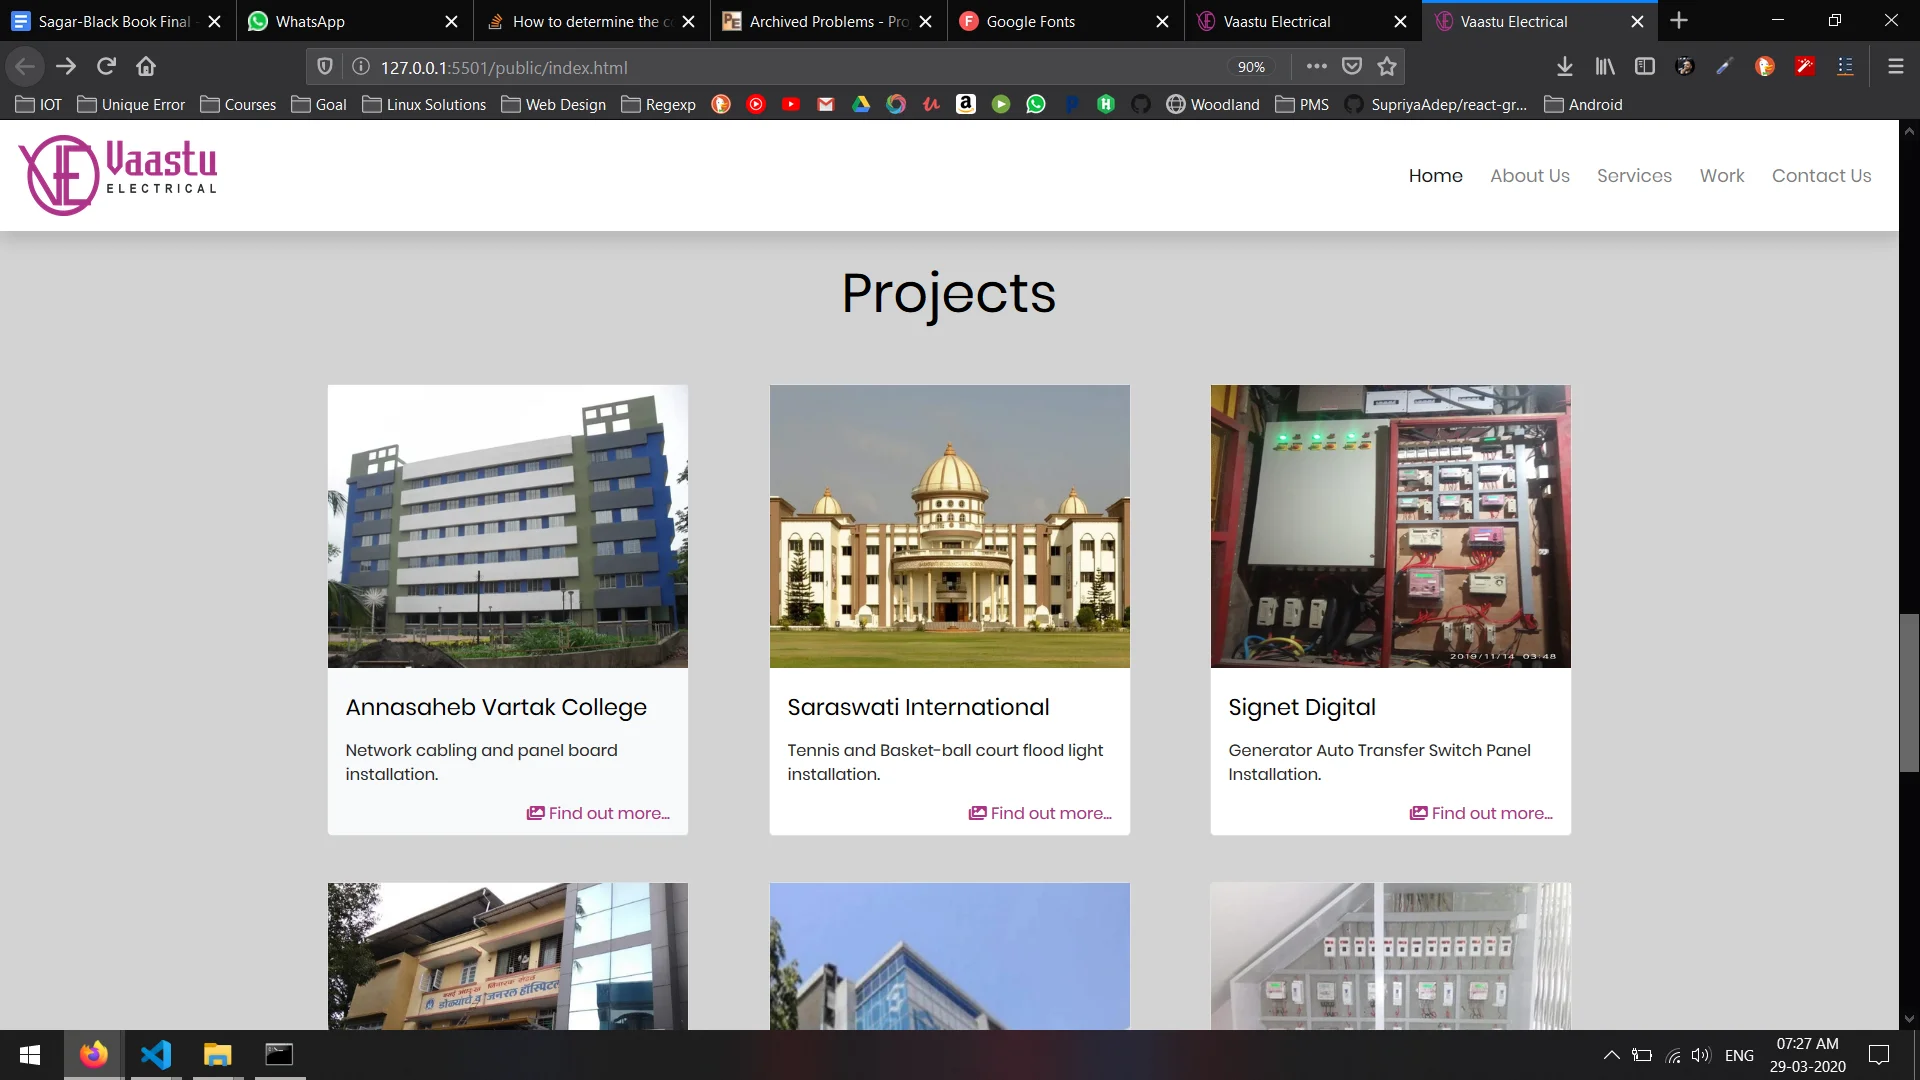 Sagar-Black Book Final -
WhatsApp
How to determine the c
Archived Problems - Pro
Google Fonts
Vaastu Electrical
Vaastu Electrical
127.0.0.1:5501/public/index.html
90%
IOT
Unique Error
Courses
Goal
Linux Solutions
Web Design
Regexp
Woodland
PMS
SupriyaAdep/react-gr...
Android
Vaastu
ELECTRICAL
Home
About Us
Services
Work
Contact Us
Projects
2019/11/14 03:48
Annasaheb Vartak College
Network cabling and panel board
installation.
Find out more...
Saraswati International
Tennis and Basket-ball court flood light
installation.
Find out more...
Signet Digital
Generator Auto Transfer Switch Panel
Installation.
Find out more...
ENG
07:27 AM
29-03-2020